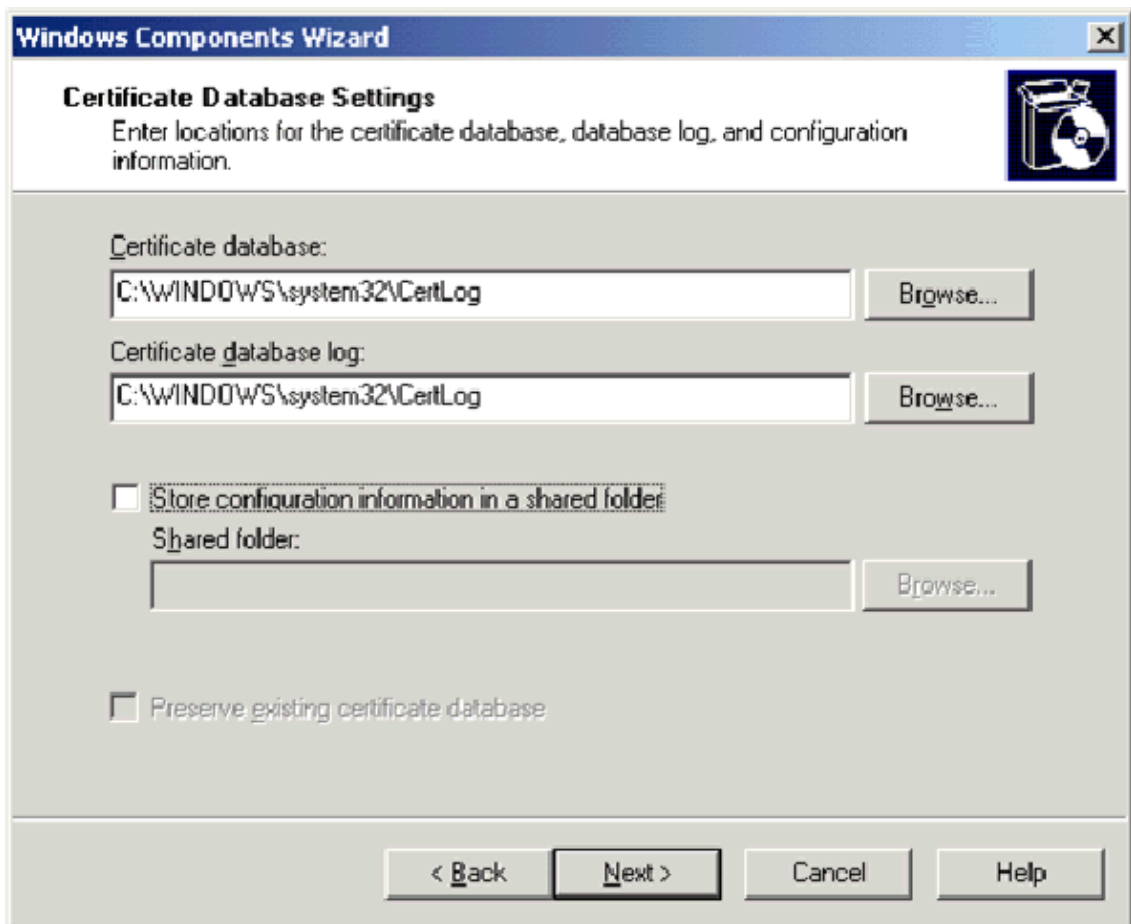 Windows Components Wizard
Certificate Database Settings
Enter locations for the certificate database, database log, and configuration
information.
Certificate database:
C:\WINDOWS\system32\CertLog
Browse...
Certificate database log:
C:\WINDOWS\system32\CertLog
Browse...
Store configuration information in a shared folder
Shared folder:
Browse...
Preserve existing certificate database
< Back
Next >
Cancel
Help